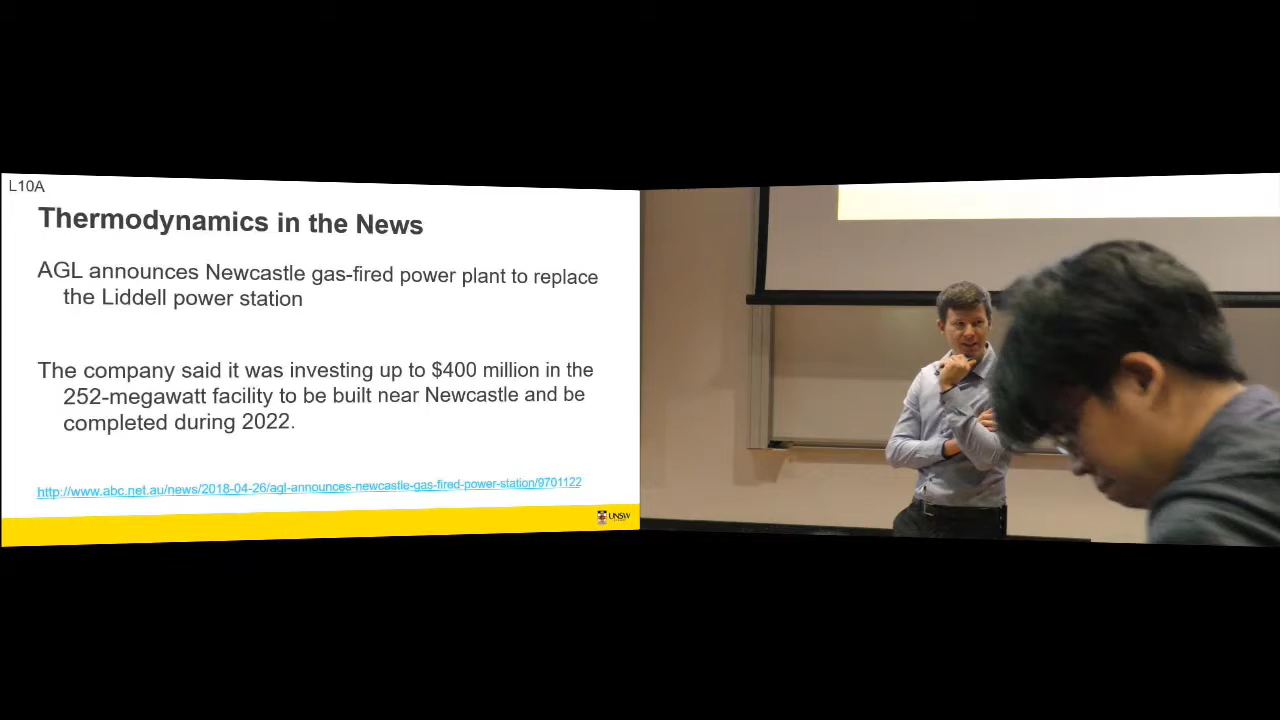 L10A
Thermodynamics in the News
AGL announces Newcastle gas-fired power plant to replace
the Liddell power station
The company said it was investing up to $400 million in the
252-megawatt facility to be built near Newcastle and be
completed during 2022.
http://www.abc.net.au/news/2018-04-26/agl-announces-newcastle-gas-fired-power-station/9701122
UNSW